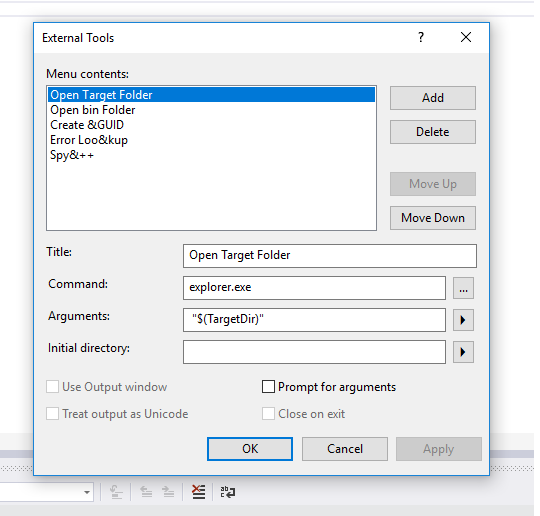 External Tools
?
Menu contents:
Open Target Folder
Open bin Folder
Create &GUID
Error Loo&kup
Spy&++
Add
Delete
Move Up
Move Down
Title:
Open Target Folder
Command:
explorer.exe
...
Arguments:
"$(TargetDir)"
Initial directory:
Use Output window
Prompt for arguments
Treat output as Unicode
Close on exit
OK
Cancel
Apply